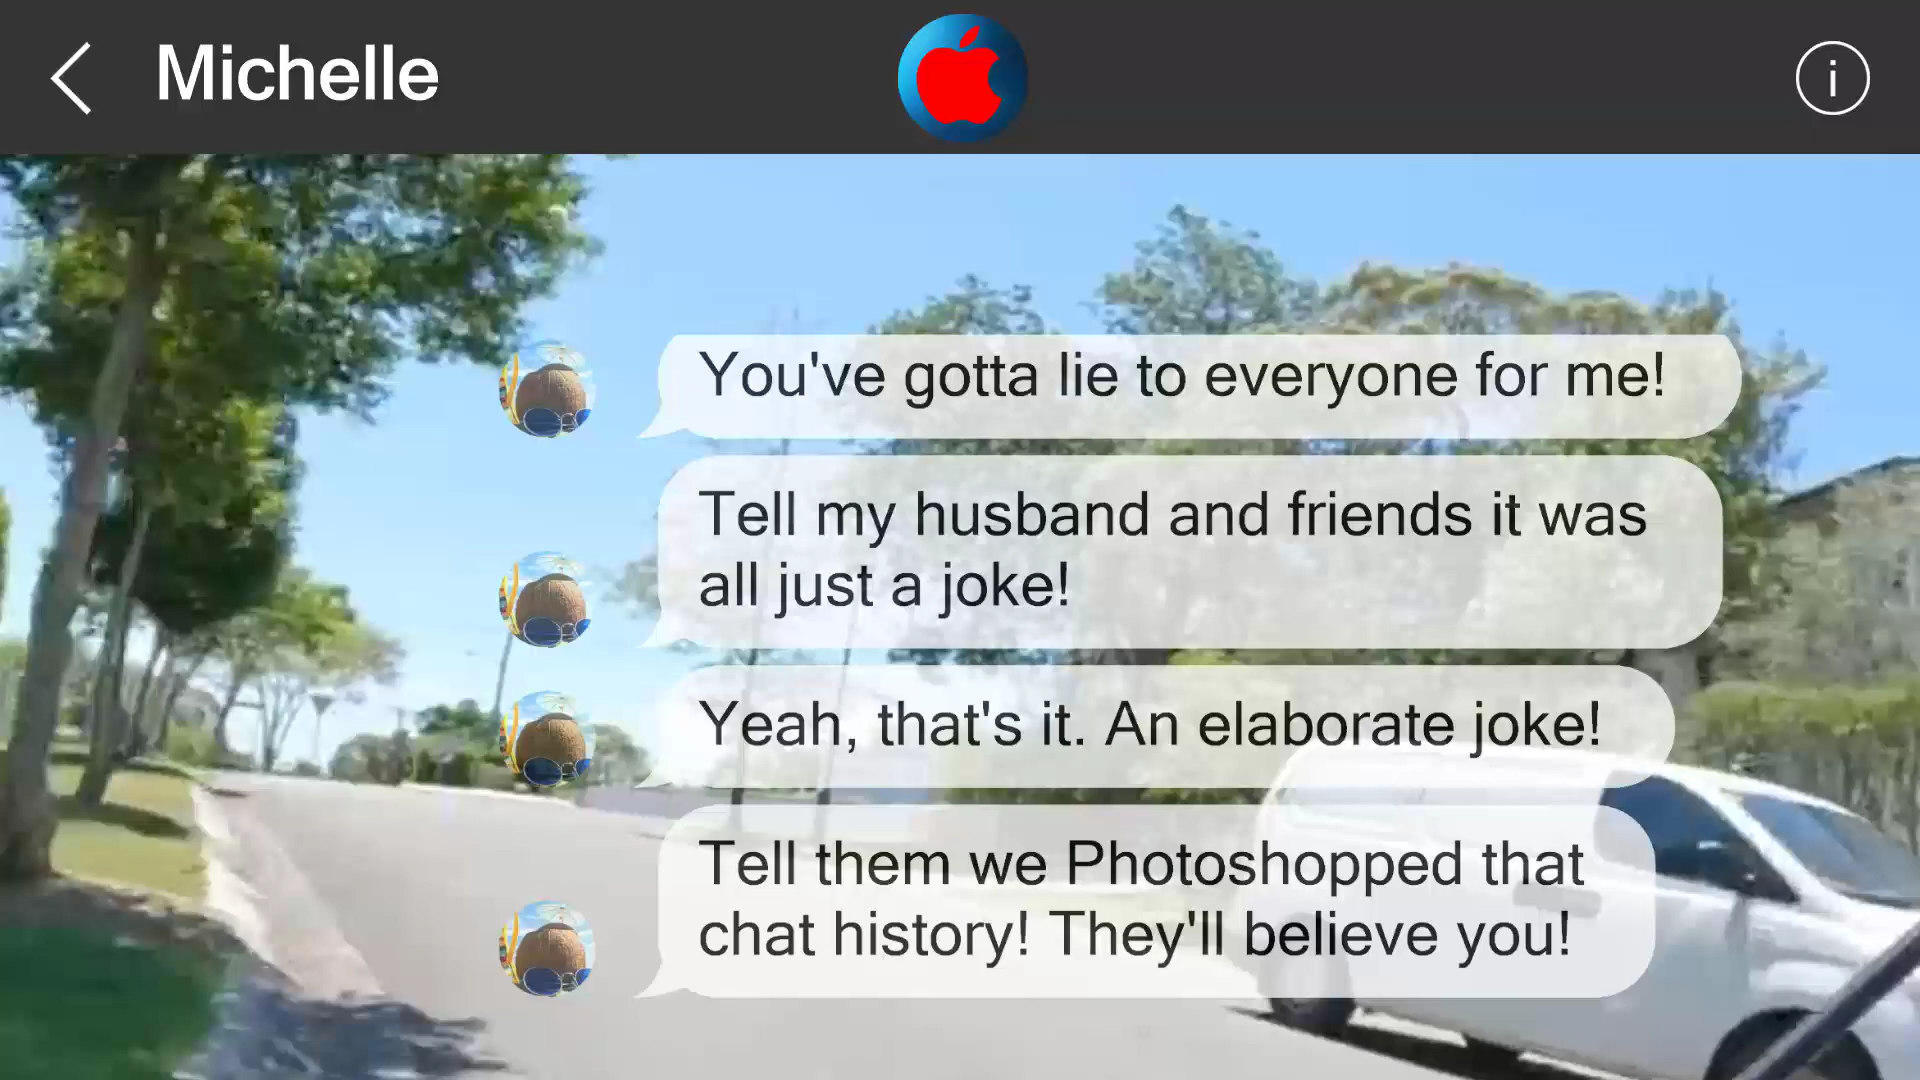 Michelle
i
You've gotta lie to everyone for me!
Tell my husband and friends it was
all just a joke!
Yeah, that's it. An elaborate joke!
Tell them we Photoshopped that
chat history! They'll believe you!